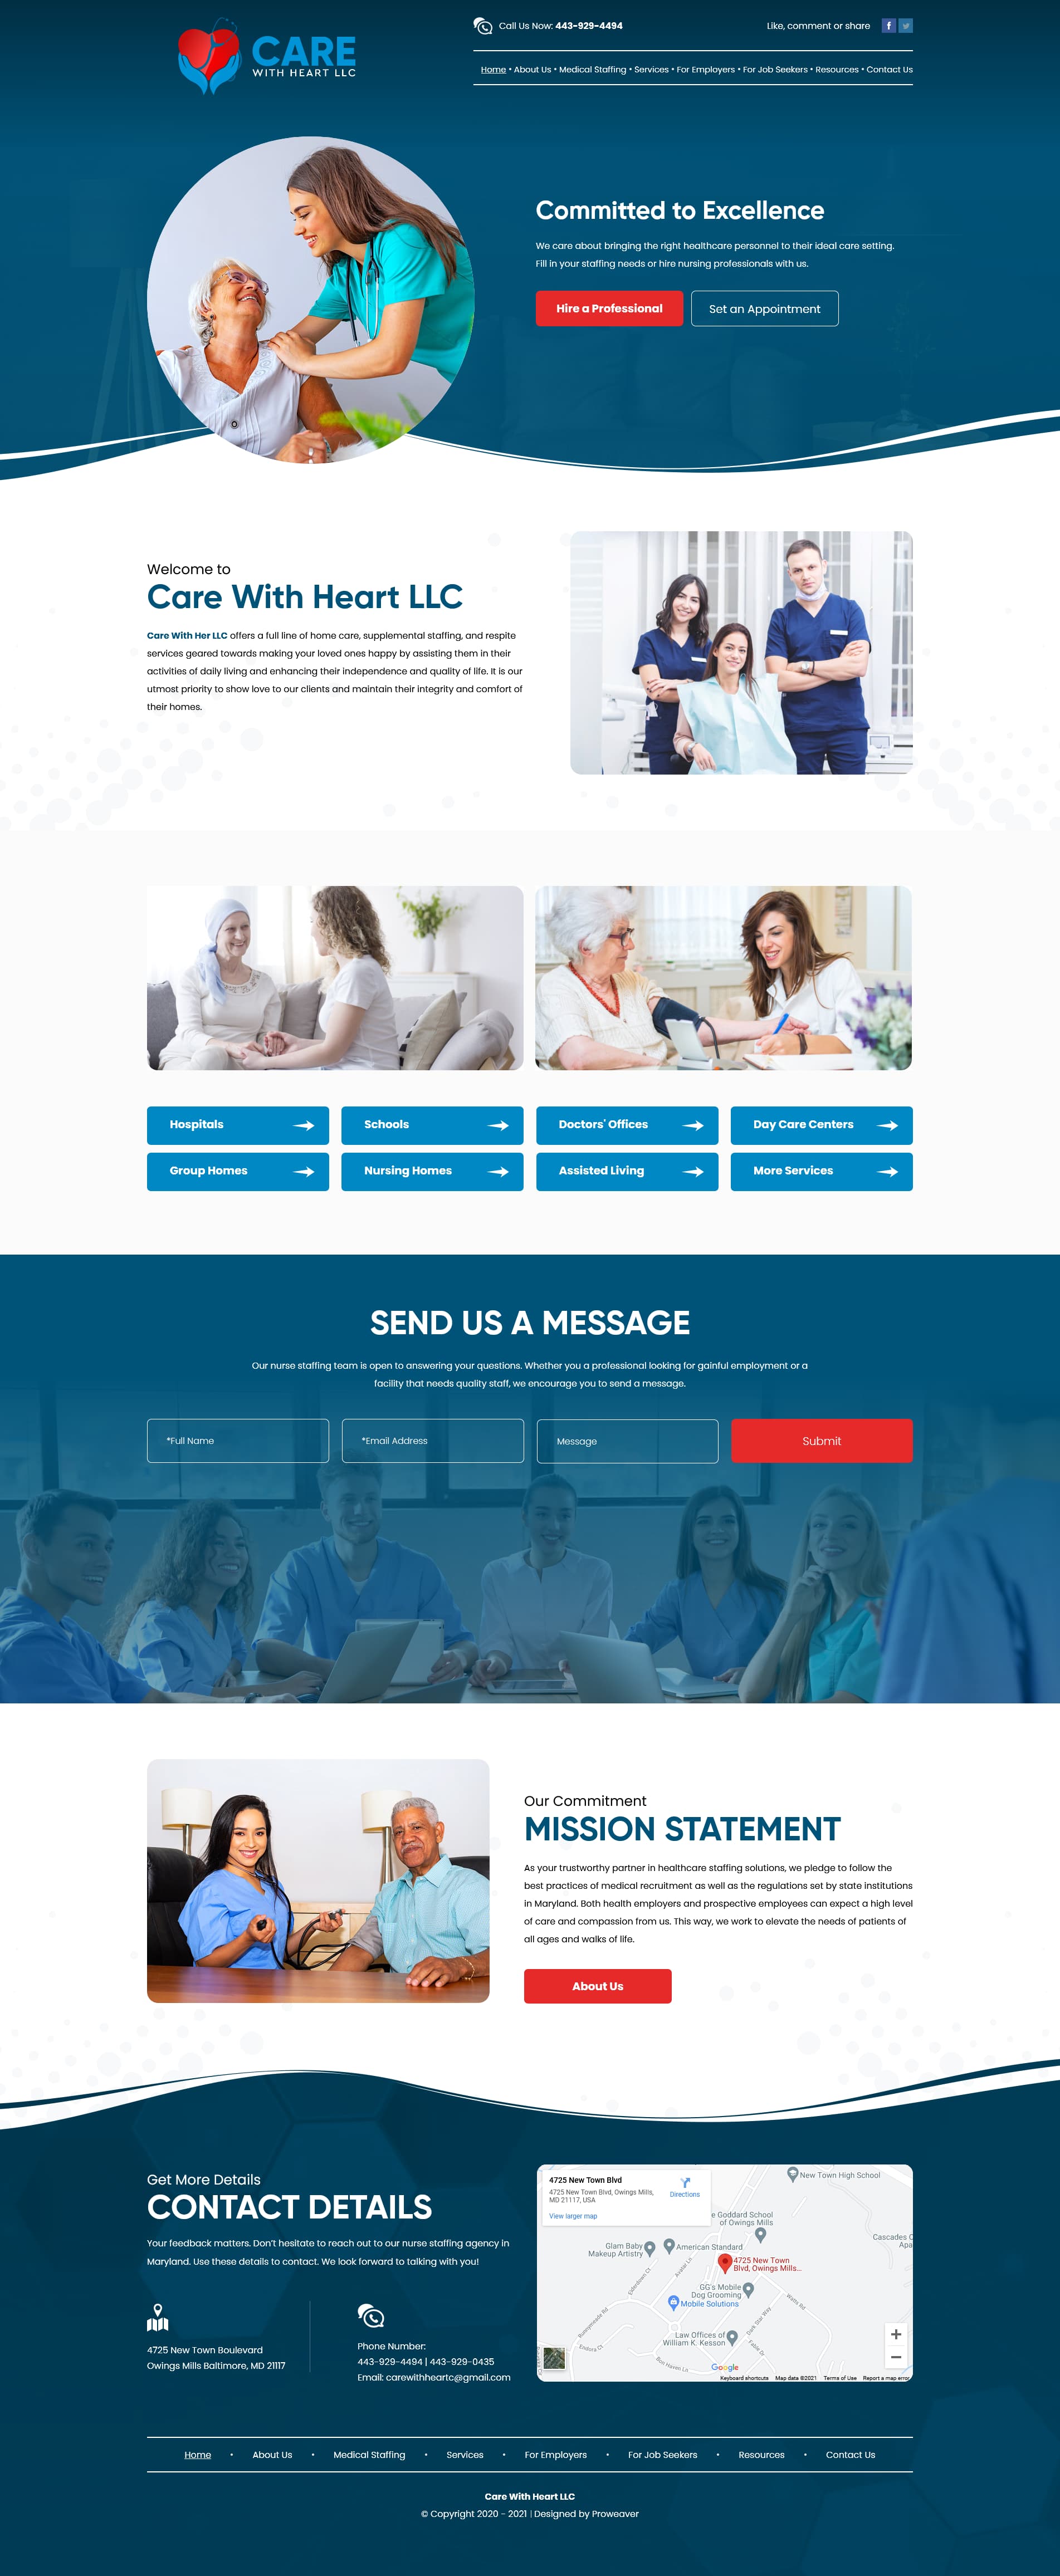 CARE
WITH HEART LLC
Call Us Now: 443-929-4494
Like, comment or share
f
Home • About Us • Medical Staffing • Services • For Employers • For Job Seekers • Resources • Contact Us
Committed to Excellence
We care about bringing the right healthcare personnel to their ideal care setting.
Fill in your staffing needs or hire nursing professionals with us.
Hire a Professional
Set an Appointment
Welcome to
Care With Heart LLC
Care With Her LLC offers a full line of home care, supplemental staffing, and respite
services geared towards making your loved ones happy by assisting them in their
activities of daily living and enhancing their independence and quality of life. It is our
utmost priority to show love to our clients and maintain their integrity and comfort of
their homes.
Hospitals
Schools
Doctors' Offices
Day Care Centers
Group Homes
Nursing Homes
Assisted Living
More Services
SEND US A MESSAGE
Our nurse staffing team is open to answering your questions. Whether you a professional looking for gainful employment or a
facility that needs quality staff, we encourage you to send a message.
*Full Name
*Email Address
Message
Submit
Our Commitment
MISSION STATEMENT
As your trustworthy partner in healthcare staffing solutions, we pledge to follow the
best practices of medical recruitment as well as the regulations set by state institutions
in Maryland. Both health employers and prospective employees can expect a high level
of care and compassion from us. This way, we work to elevate the needs of patients of
all ages and walks of life.
About Us
Get More Details
CONTACT DETAILS
Your feedback matters. Don't hesitate to reach out to our nurse staffing agency in
Maryland. Use these details to contact. We look forward to talking with you!
4725 New Town Boulevard
Owings Mills Baltimore, MD 21117
Phone Number:
443-929-4494 | 443-929-0435
Email: carewithheartc@gmail.com
4725 New Town Blvd
4725 New Town Blvd, Owings Mills,
MD 21117, USA
Directions
View larger map
New Town High School
e Goddard School
of Owings Mills
Cascades C
Apa
Glam Baby
Makeup Artistry
American Standard
4725 New Town
Blvd, Owings Mills...
GG's Mobile
Dog Grooming
Mobile Solutions
Law Offices of
William K. Kesson
Avatar Ln
Runnymeade Rd
Endura Ct
Bon Haven Ln
Dark Star Way
Watts Rd
Google
Keyboard shortcuts
Map data ©2021
Terms of Use
Report a map error
Home • About Us • Medical Staffing • Services • For Employers • For Job Seekers • Resources • Contact Us
Care With Heart LLC
© Copyright 2020 - 2021 | Designed by Proweaver